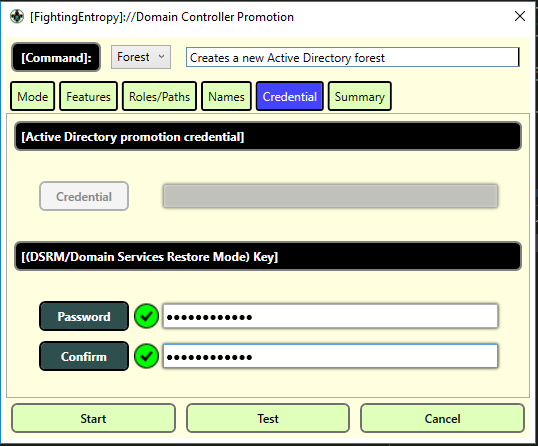 [FightingEntropy]://Domain Controller Promotion
[Command]: Forest Creates a new Active Directory forest
Mode Features Roles/Paths Names Credential Summary
[Active Directory promotion credential]
Credential
[(DSRM/Domain Services Restore Mode) Key]
Password ●●●●●●●●●●●●
Confirm ●●●●●●●●●●●●
Start Test Cancel